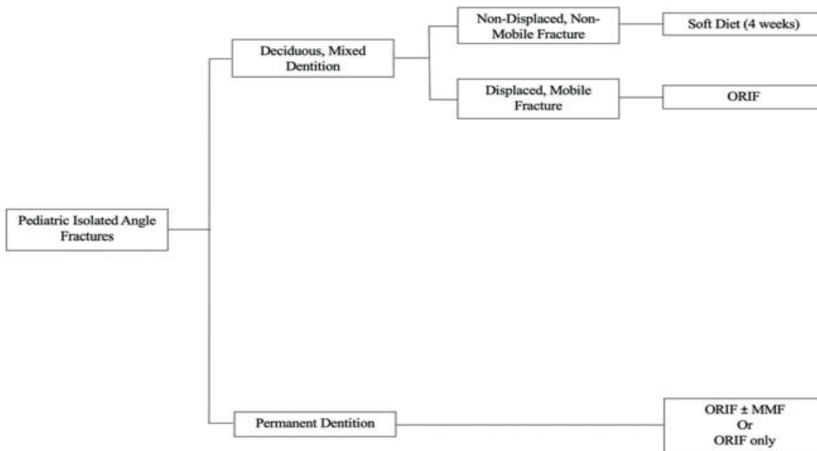 Non-Displaced, Non-
Mobile Fracture
Soft Diet (4 weeks)
Deciduous, Mixed
Dentition
Displaced, Mobile
Fracture
ORIF
Pediatric Isolated Angle
Fractures
Permanent Dentition
ORIF ± MMF
Or
ORIF only